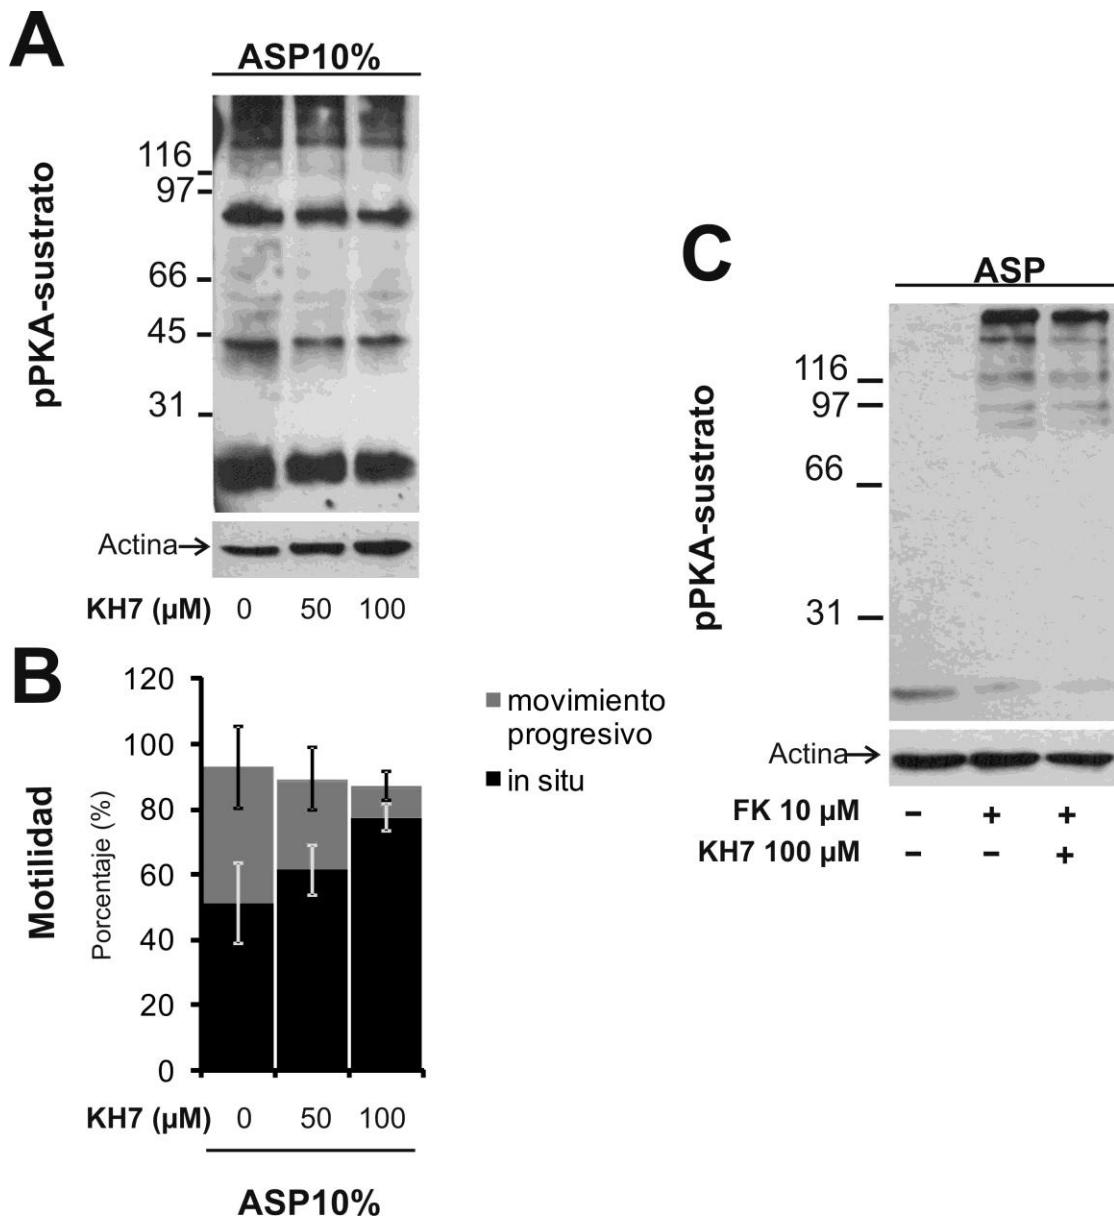 A
ASP10%
pPKA-sustrato
116
97
66
45
31
Actina
KH7 (µM) 0 50 100
B
Motilidad
Porcentaje (%)
120
100
80
60
40
20
0
movimiento
progresivo
in situ
KH7 (µM) 0 50 100
ASP10%
C
ASP
pPKA-sustrato
116
97
66
31
Actina
FK 10 µM - + +
KH7 100 µM - - +